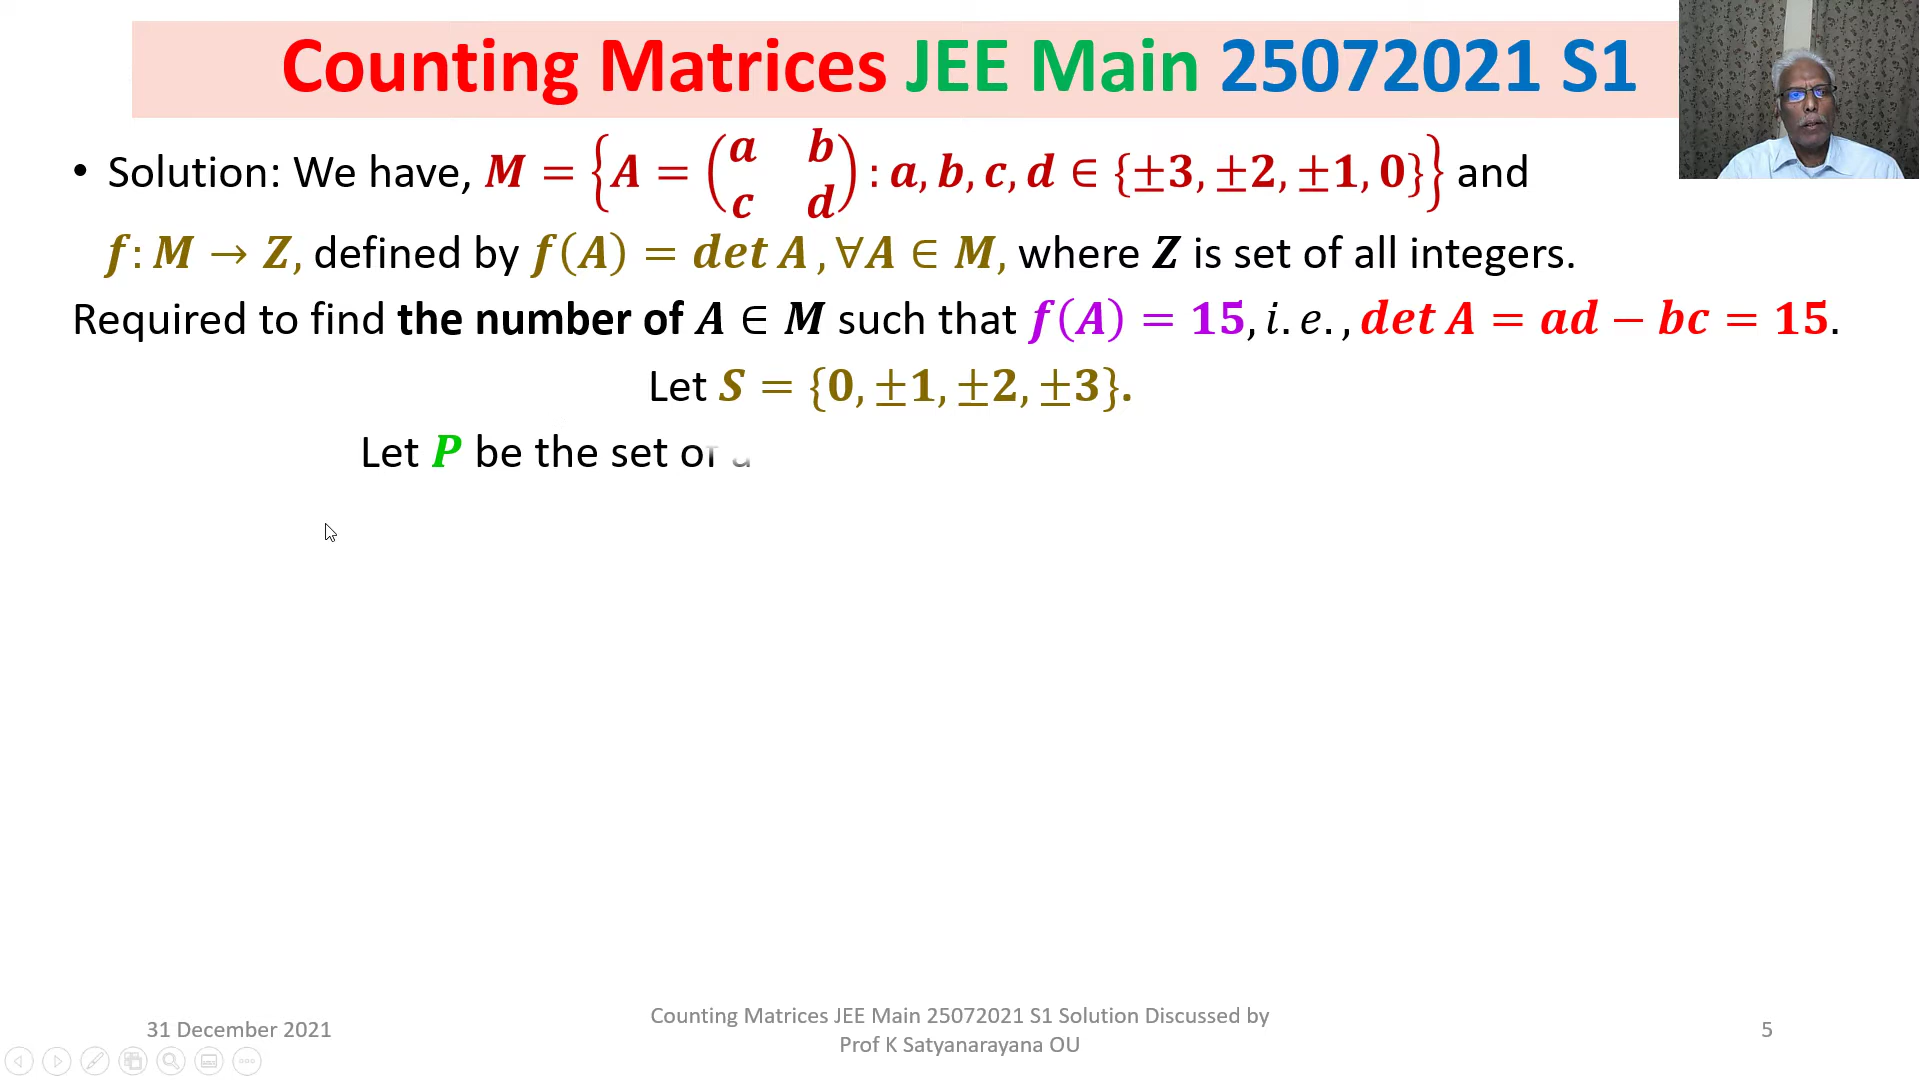 Counting Matrices JEE Main 25072021 S1
• Solution: We have, M = {A = (a b c d) : a, b, c, d ∈ {±3, ±2, ±1, 0}} and
f: M → Z, defined by f(A) = det A, ∀A ∈ M, where Z is set of all integers.
Required to find the number of A ∈ M such that f(A) = 15, i.e., det A = ad − bc = 15.
Let S = {0, ±1, ±2, ±3}.
Let P be the set of
31 December 2021
Counting Matrices JEE Main 25072021 S1 Solution Discussed by
Prof K Satyanarayana OU
5